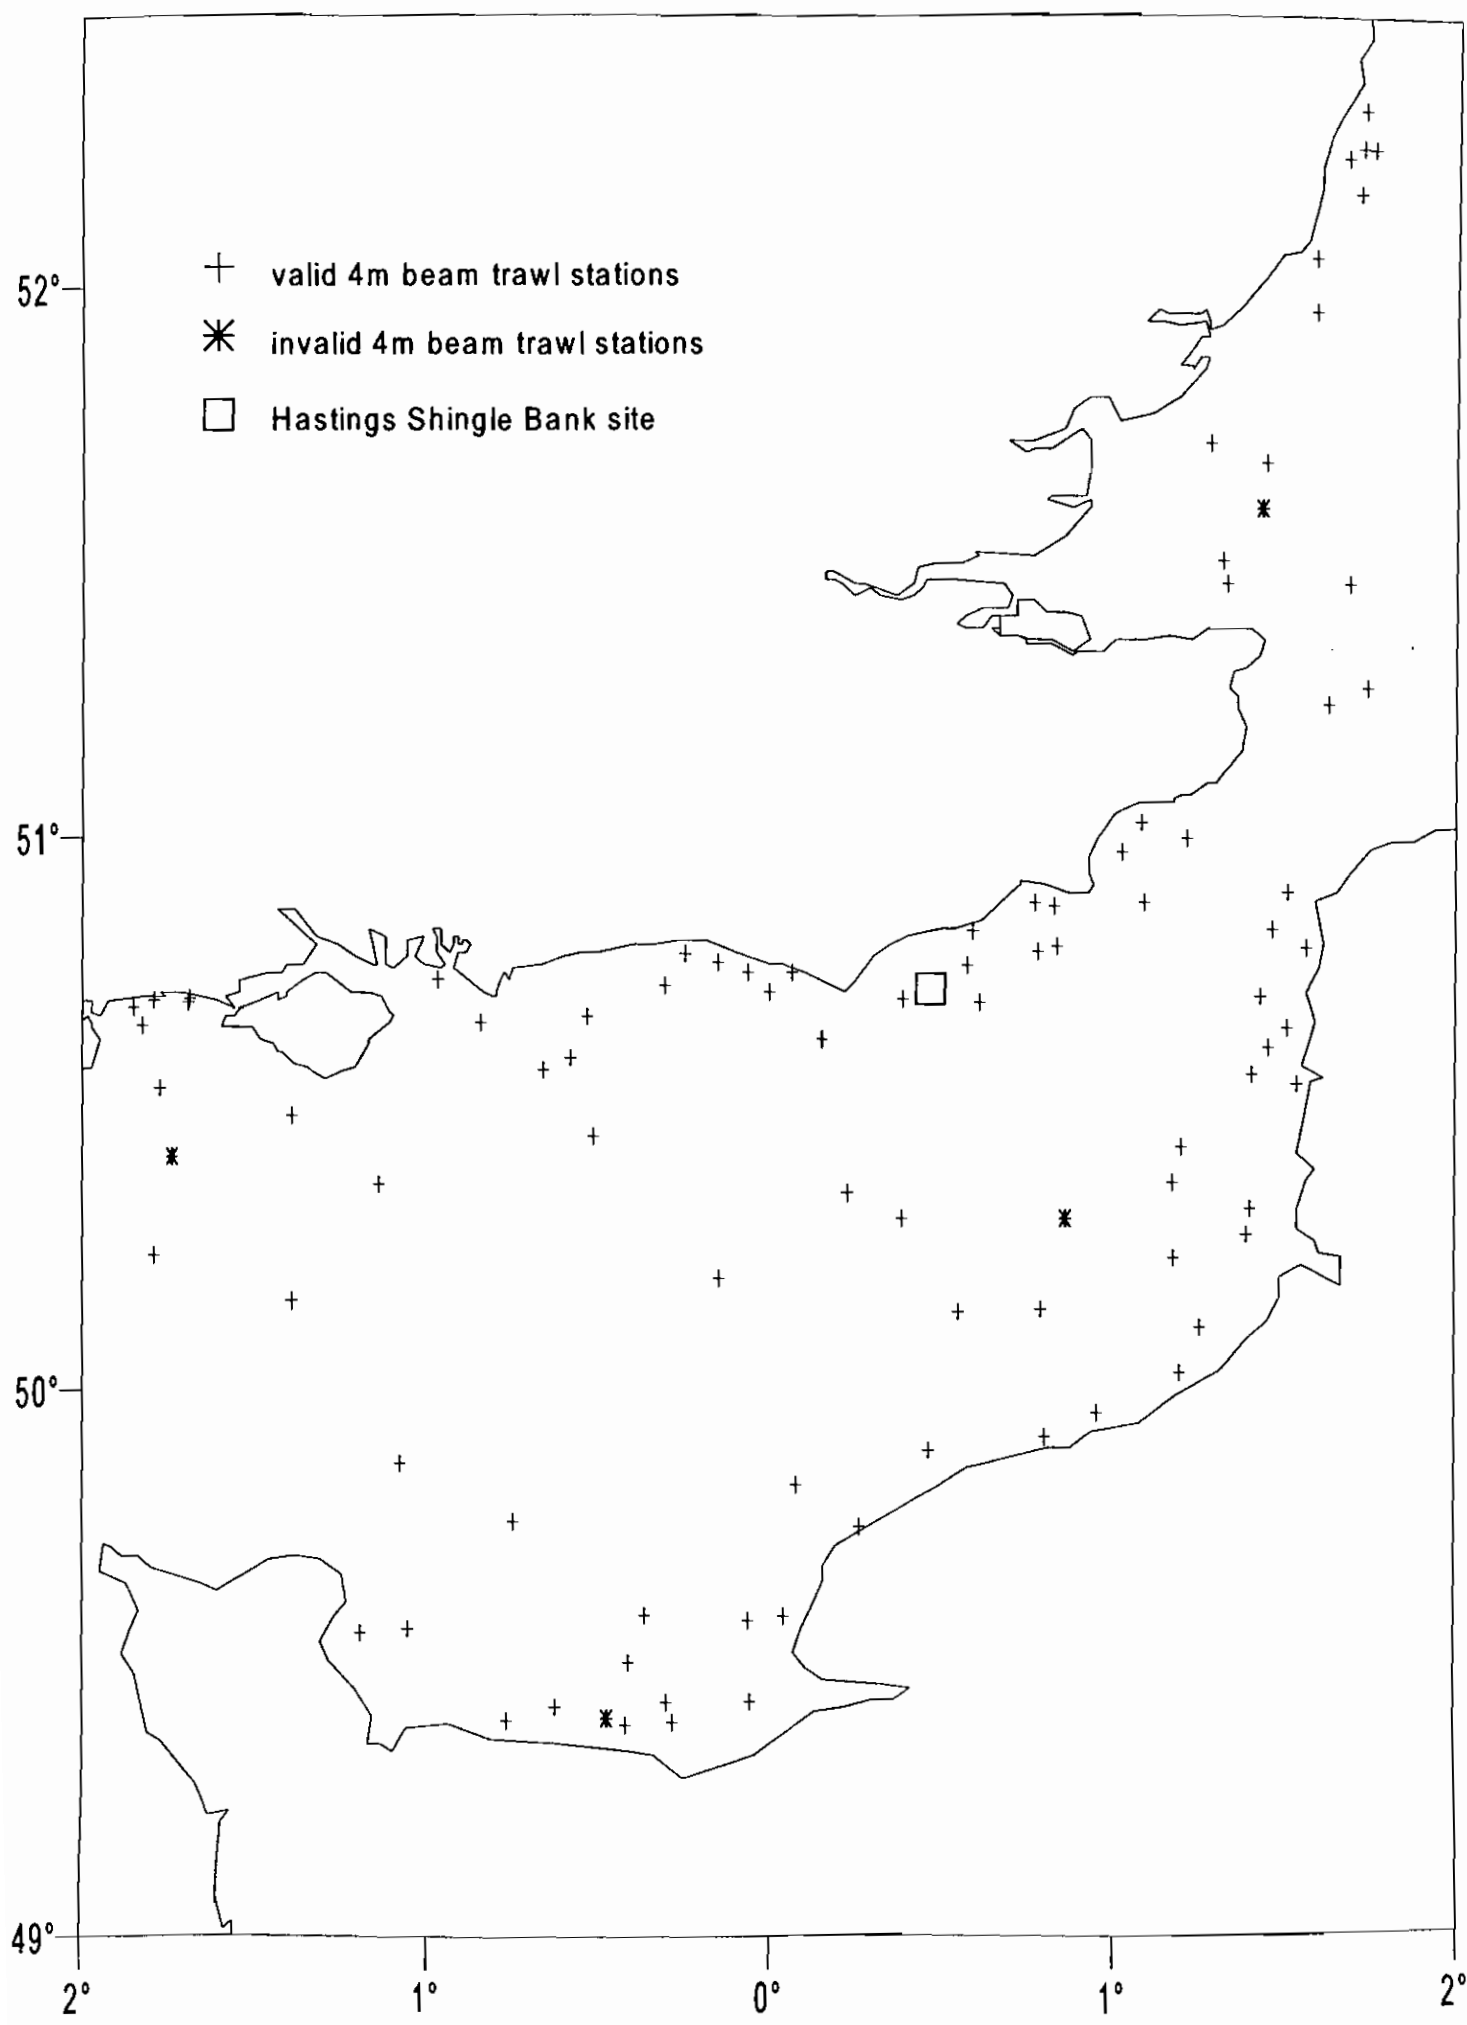 valid 4m beam trawl stations
52°
invalid 4m beam trawl stations
Hastings Shingle Bank site
51°
50°
49°
2° 1° 0° 1° 2°